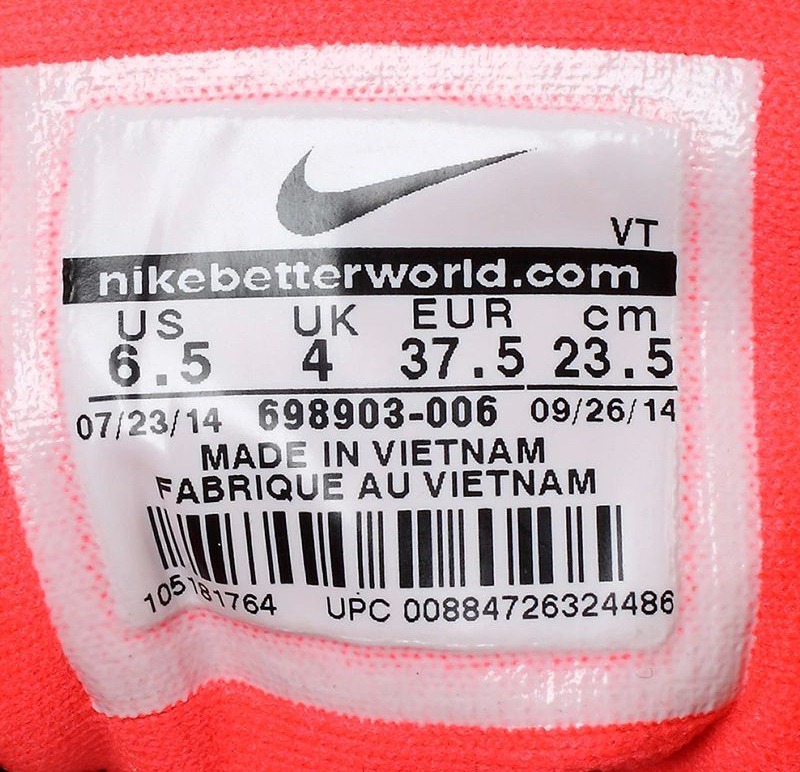 VT
nikebetterworld.com
US UK EUR cm
6.5 4 37.5 23.5
07/23/14 698903-006 09/26/14
MADE IN VIETNAM
FABRIQUE AU VIETNAM
105181764 UPC 00884726324486